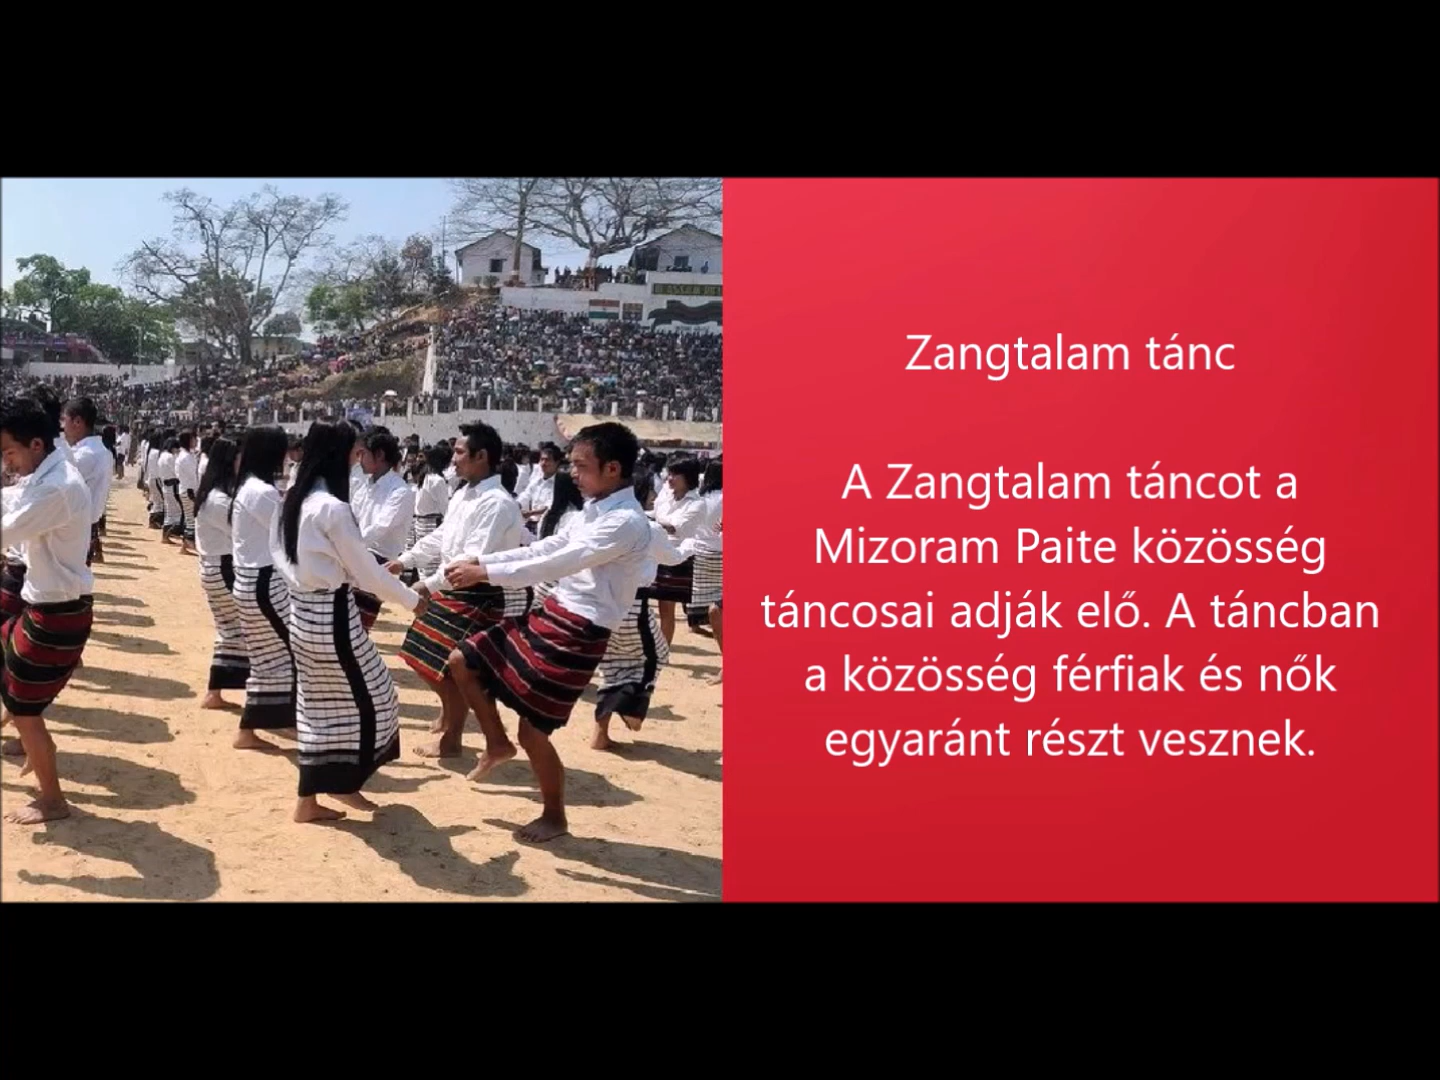 Zangtalam tánc
A Zangtalam táncot a
Mizoram Paite közösség
táncosai adják elő. A táncban
a közösség férfiak és nők
egyaránt részt vesznek.